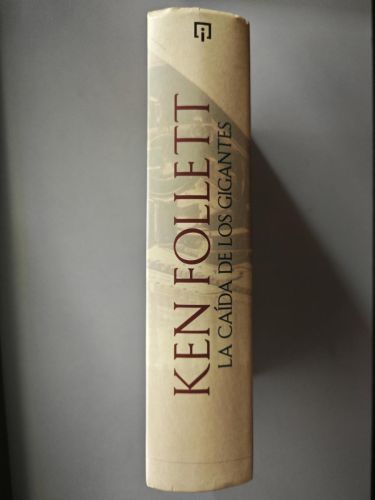 KEN FOLLETT
LA CAÍDA DE LOS GIGANTES